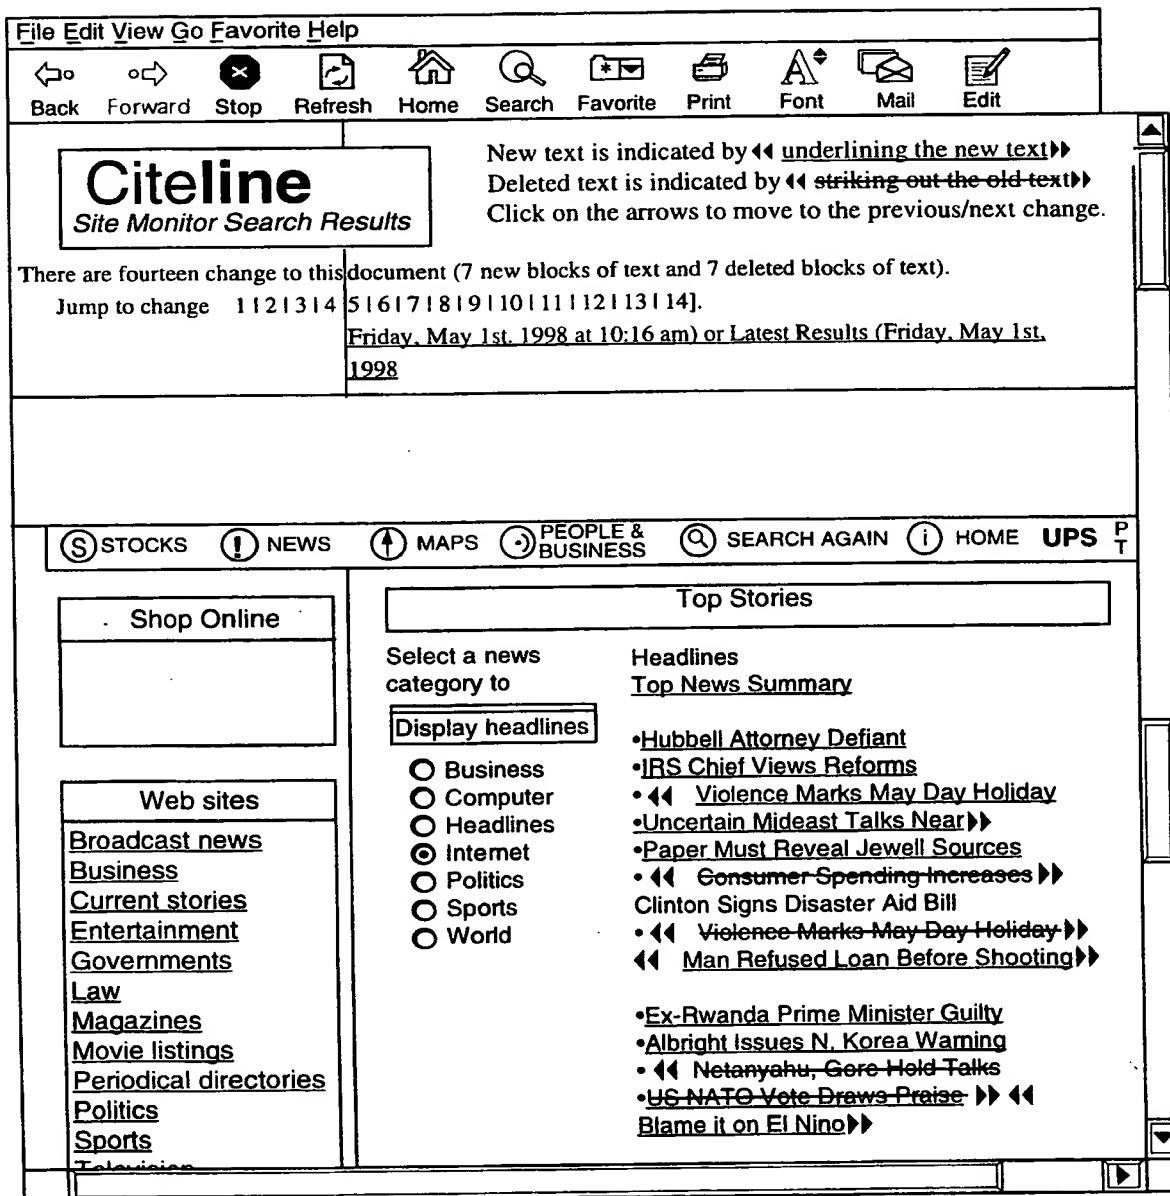 File Edit View Go Favorite Help
Back Forward Stop Refresh Home Search Favorite Print Font Mail Edit
Citeline
Site Monitor Search Results
New text is indicated by underlining the new text
Deleted text is indicated by striking out the old text
Click on the arrows to move to the previous/next change.
There are fourteen change to this document (7 new blocks of text and 7 deleted blocks of text).
Jump to change 1|2|3|4 5|6|7|8|9|10|11|12|13|14].
Friday, May 1st. 1998 at 10:16 am) or Latest Results (Friday, May 1st,
1998
STOCKS NEWS MAPS PEOPLE & BUSINESS SEARCH AGAIN HOME UPS P T
Shop Online
Web sites
Broadcast news
Business
Current stories
Entertainment
Governments
Law
Magazines
Movie listings
Periodical directories
Politics
Sports
Television
Top Stories
Select a news
category to
Display headlines
Business
Computer
Headlines
Internet
Politics
Sports
World
Headlines
Top News Summary
•Hubbell Attorney Defiant
•IRS Chief Views Reforms
• Violence Marks May Day Holiday
•Uncertain Mideast Talks Near
•Paper Must Reveal Jewell Sources
• Consumer Spending Increases
Clinton Signs Disaster Aid Bill
• Violence Marks May Day Holiday
Man Refused Loan Before Shooting
•Ex-Rwanda Prime Minister Guilty
•Albright Issues N. Korea Warning
• Netanyahu, Gore Hold Talks
•US NATO Vote Draws Praise
Blame it on El Nino